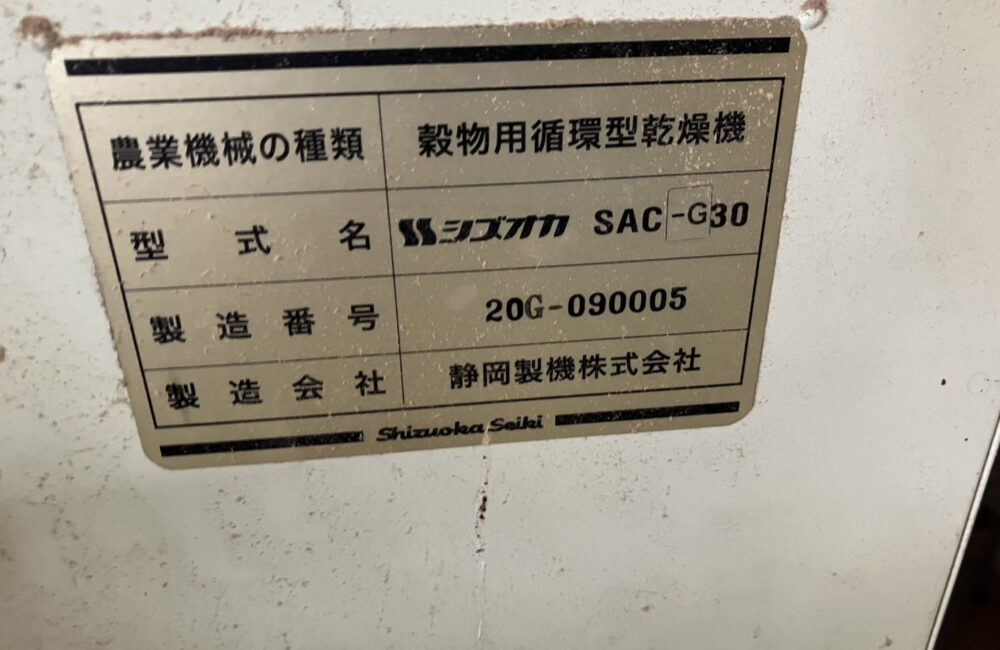 農業機械の種類 穀物用循環型乾燥機
型式名 シズオカ SAC-G30
製造番号 20G-090005
製造会社 静岡製機株式会社
Shizuoka Seiki